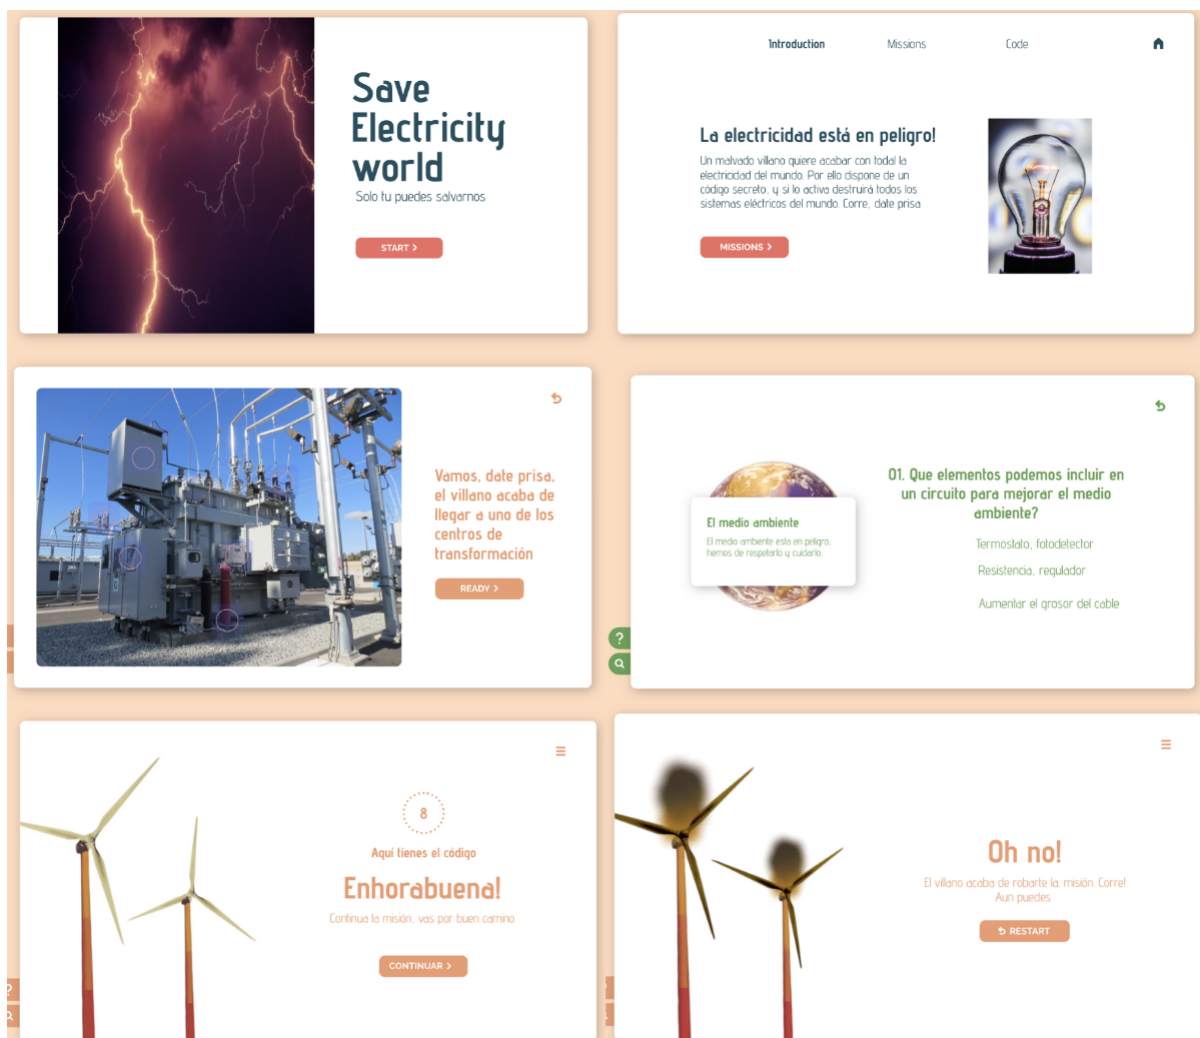 Save
Electricity
world
Solo tu puedes salvarnos
START >
Introduction
Missions
Code
La electricidad está en peligro!
Un malvado villano quiere acabar con todal la
electricidad del mundo. Por ello dispone de un
código secreto, y si lo activa destruirá todos los
sistemas eléctricos del mundo. Corre, date prisa
MISSIONS >
Vamos, date prisa,
el villano acaba de
llegar a uno de los
centros de
transformación
READY >
El medio ambiente
El medio ambiente esta en peligro,
hemos de respetarlo y cuidarlo.
01. Que elementos podemos incluir en
un circuito para mejorar el medio
ambiente?
Termostato, fotodetector
Resistencia, regulador
Aumentar el grosor del cable
?
8
Aquí tienes el código
Enhorabuena!
Continua la misión, vas por buen camino
CONTINUAR >
?
Oh no!
El villano acaba de robarte la misión. Corre!
Aun puedes
RESTART